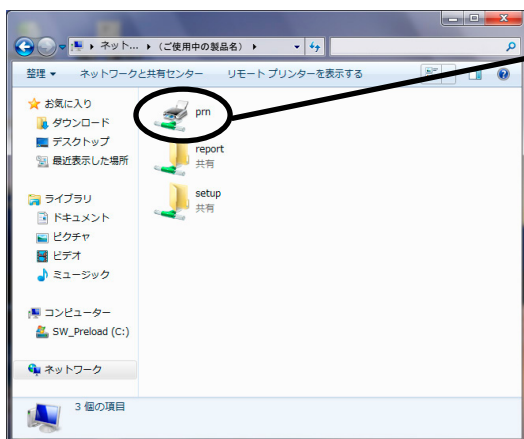 ネット... ▸ （ご使用中の製品名） ▸
整理 ▼ ネットワークと共有センター リモート プリンターを表示する
お気に入り
ダウンロード
デスクトップ
最近表示した場所
ライブラリ
ドキュメント
ピクチャ
ビデオ
ミュージック
コンピューター
SW_Preload (C:)
ネットワーク
prn
report
共有
setup
共有
3 個の項目